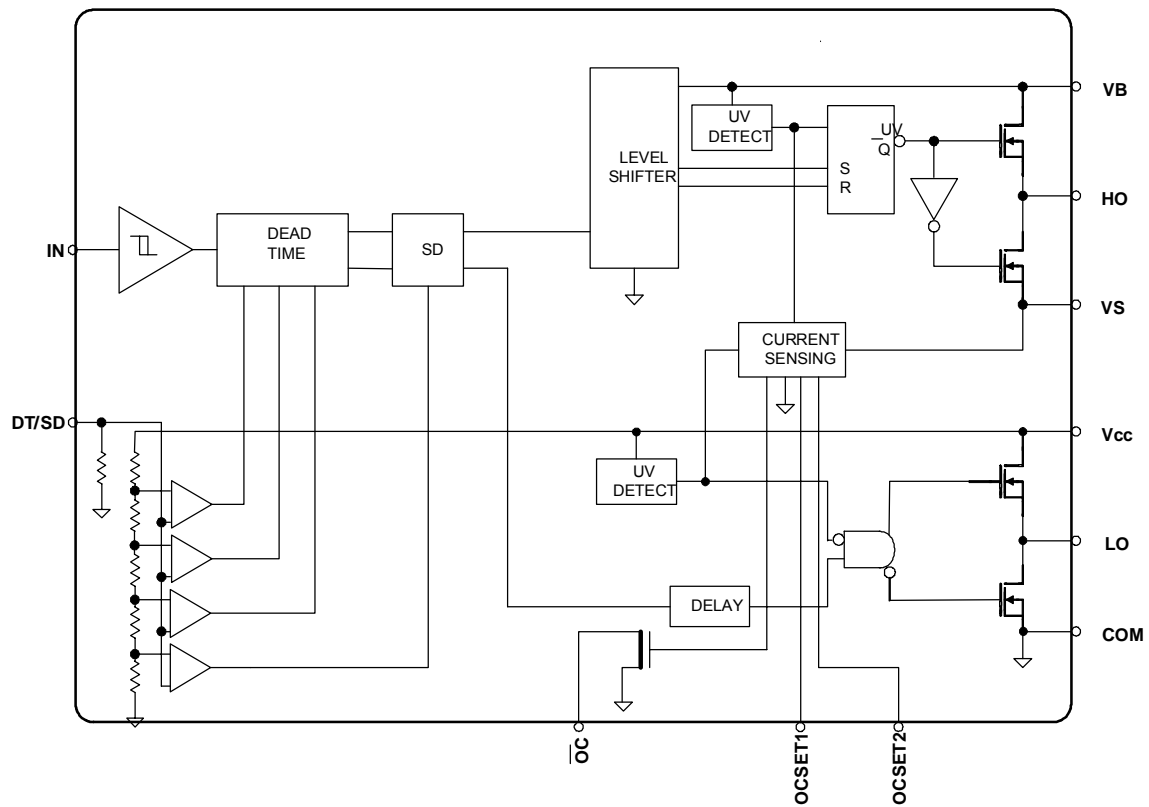 VB
UV
DETECT
UV
Q
LEVEL
SHIFTER
S
R
HO
DEAD
TIME
SD
IN
VS
CURRENT
SENSING
DT/SD
Vcc
UV
DETECT
LO
DELAY
COM
OC
OCSET1
OCSET2